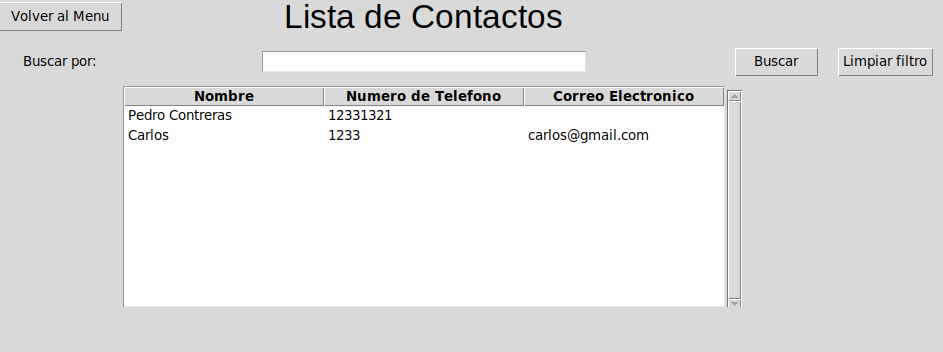 Volver al Menu
Lista de Contactos
Buscar por:
Buscar
Limpiar filtro
Nombre Numero de Telefono Correo Electronico
Pedro Contreras 12331321
Carlos 1233 carlos@gmail.com